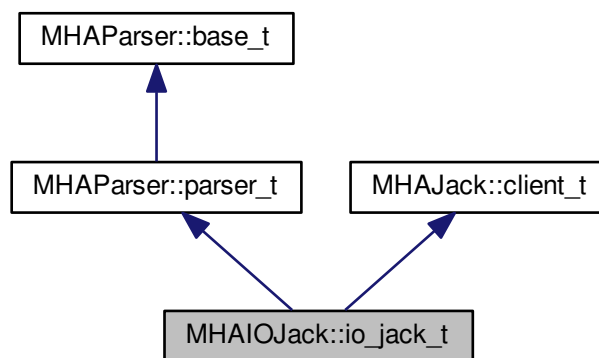 MHAParser::base_t
MHAParser::parser_t
MHAJack::client_t
MHAIOJack::io_jack_t